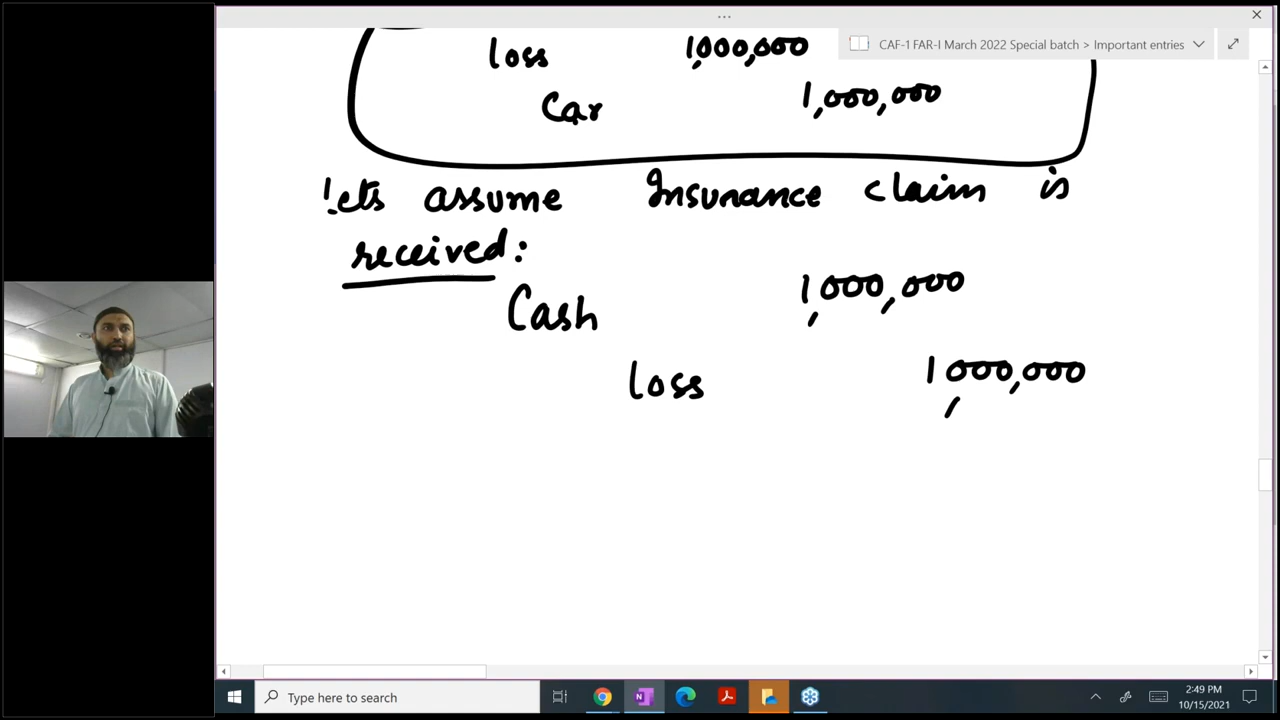 CAF-1 FAR-I March 2022 Special batch > Important entries
loss 1,000,000
Car 1,000,000
Lets assume Insurance claim is
received:
Cash 1,000,000
loss 1,000,000
Type here to search
2:49 PM
10/15/2021